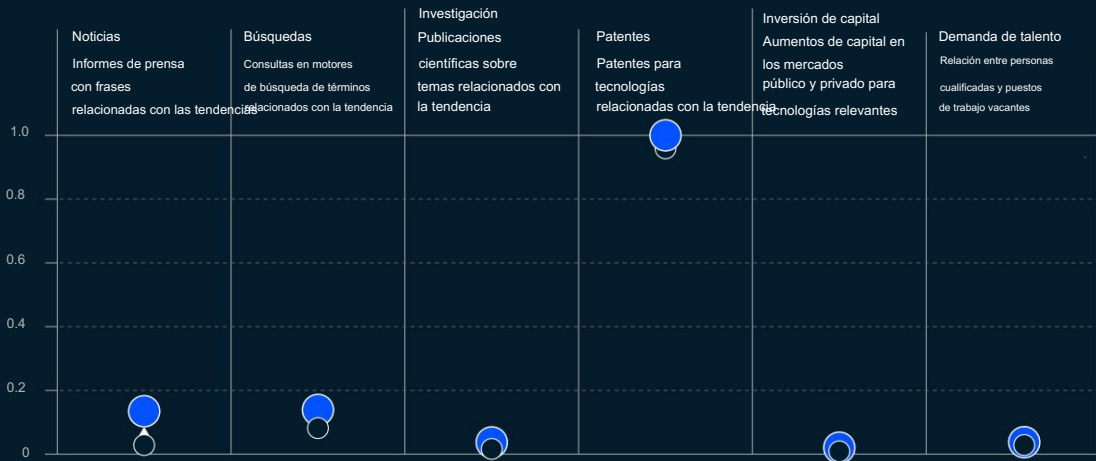 Noticias
Informes de prensa
con frases
relacionadas con las tendencias
Búsquedas
Consultas en motores
de búsqueda de términos
relacionados con la tendencia
Investigación
Publicaciones
científicas sobre
temas relacionados con
la tendencia
Patentes
Patentes para
tecnologías
relacionadas con la tendencia
Inversión de capital
Aumentos de capital en
los mercados
público y privado para
tecnologías relevantes
Demanda de talento
Relación entre personas
cualificadas y puestos
de trabajo vacantes
1.0
0.8
0.6
0.4
0.2
0